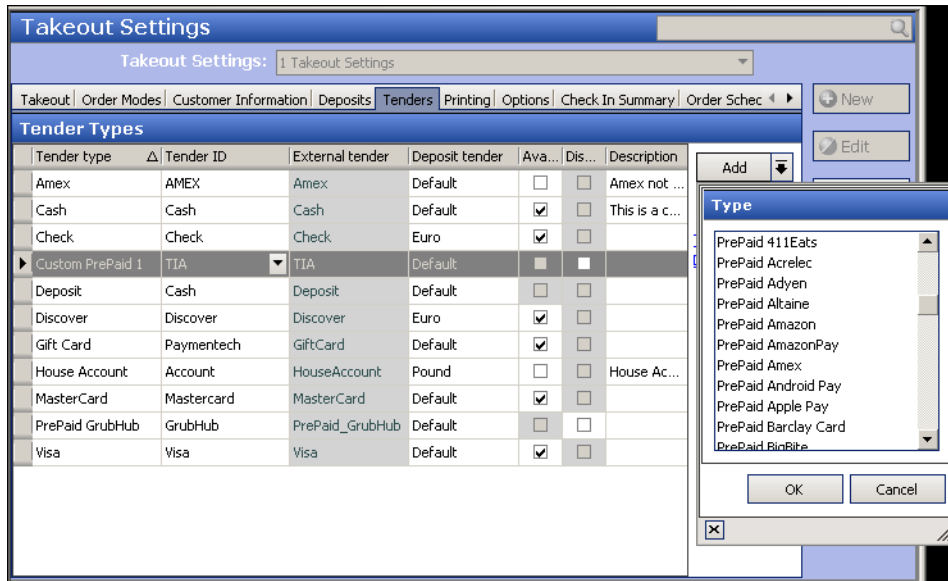 Takeout Settings
Takeout Settings: 1 Takeout Settings
Takeout Order Modes Customer Information Deposits Tenders Printing Options Check In Summary Order Sched
New
Tender Types
Edit
Tender type Tender ID External tender Deposit tender Ava... Dis... Description
Add
Amex AMEX Amex Default Amex not ...
Cash Cash Cash Default This is a c...
Check Check Check Euro
Custom PrePaid 1 TIA TIA Default
Deposit Cash Deposit Default
Discover Discover Discover Euro
Gift Card Paymentech GiftCard Default
House Account Account HouseAccount Pound House Ac...
MasterCard Mastercard MasterCard Default
PrePaid GrubHub GrubHub PrePaid_GrubHub Default
Visa Visa Visa Default
Type
PrePaid 411Eats
PrePaid Acrelec
PrePaid Adyen
PrePaid Altaine
PrePaid Amazon
PrePaid AmazonPay
PrePaid Amex
PrePaid Android Pay
PrePaid Apple Pay
PrePaid Barclay Card
PrePaid BigBite
OK Cancel